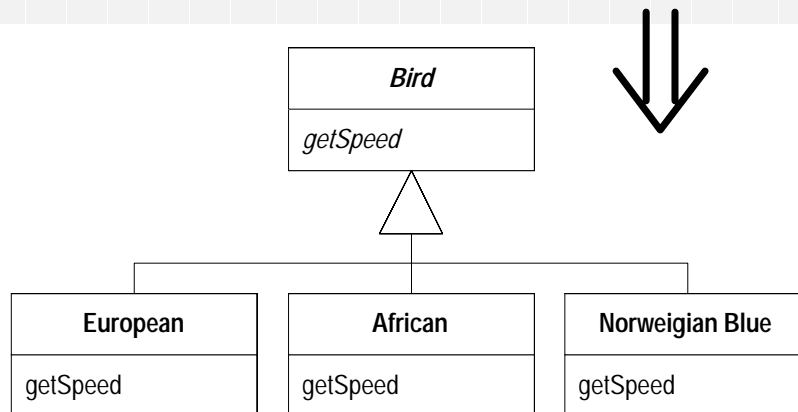 Bird
getSpeed
European
African
Norweigian Blue
getSpeed
getSpeed
getSpeed